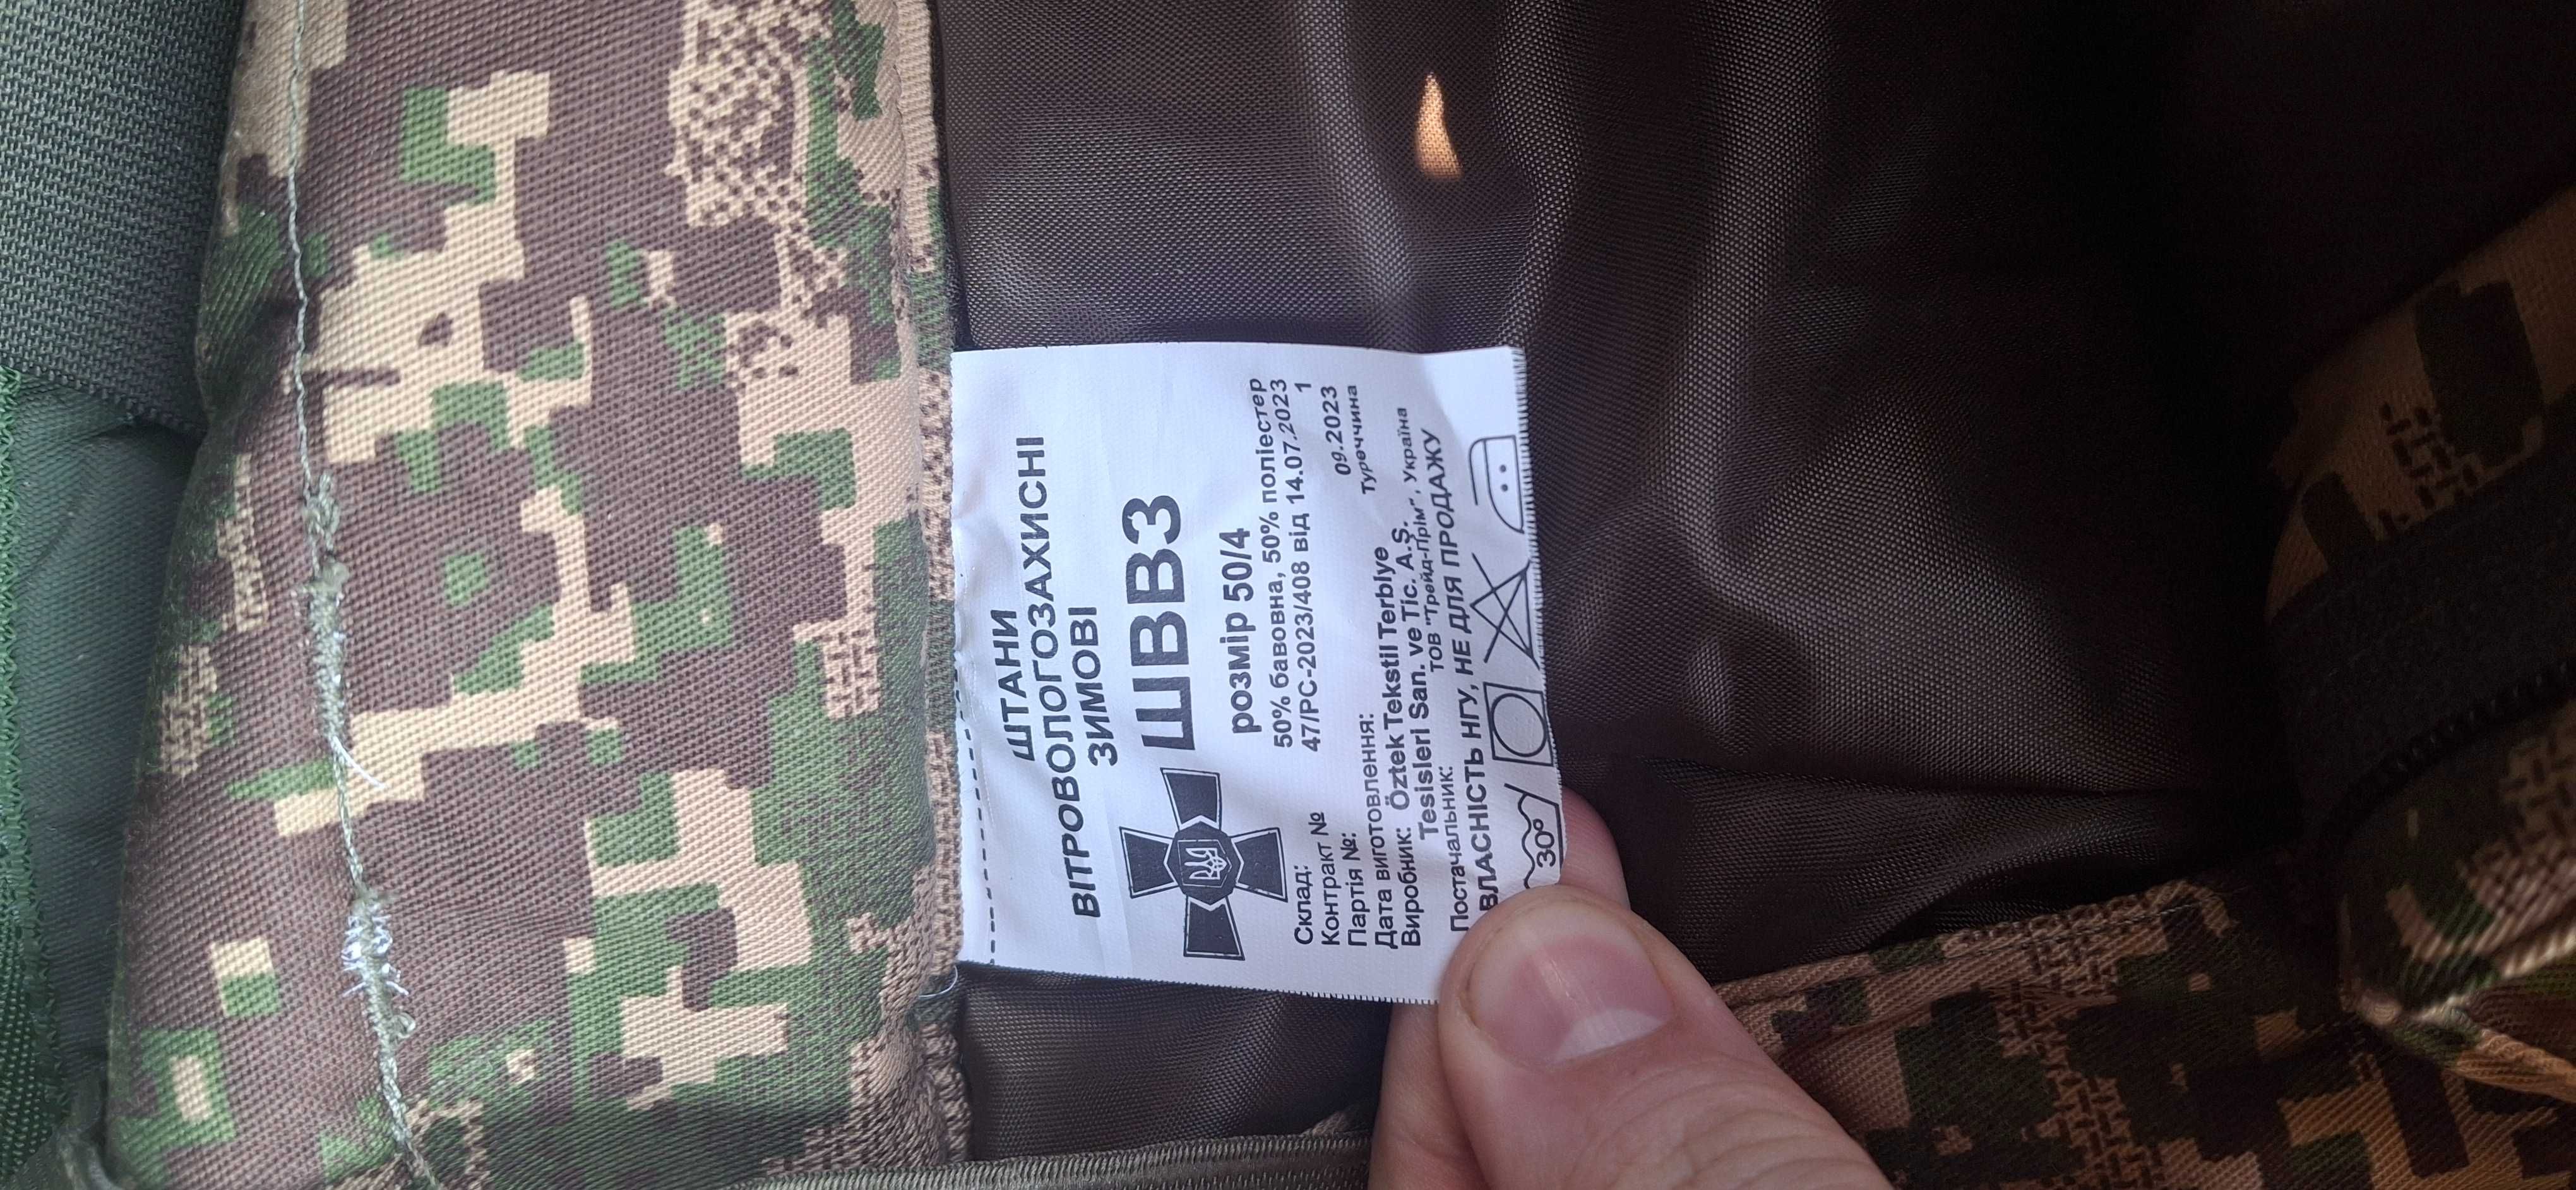 ШТАНИ
ВІТРОВОЛОГОЗАХИСНІ
ЗИМОВІ
ШВВЗ
розмір 50/4
Склад: 50% бавовна, 50% поліестер
Контракт № 47/РС-2023/408 від 14.07.2023
Партія №: 1
Дата виготовлення: 09.2023
Виробник: Öztek Tekstil Terbiye Туреччина
Tesisleri San. ve Tic. A.Ş.
Постачальник: ТОВ "Трейд-Прім", Україна
ВЛАСНІСТЬ НГУ, НЕ ДЛЯ ПРОДАЖУ
30°